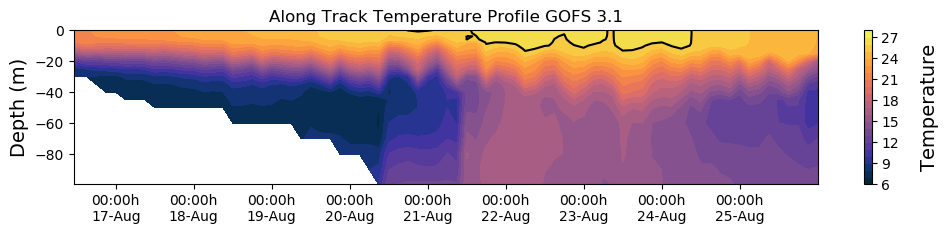 Along Track Temperature Profile GOFS 3.1
Depth (m)
0
−20
−40
−60
−80
00:00h
17-Aug
00:00h
18-Aug
00:00h
19-Aug
00:00h
20-Aug
00:00h
21-Aug
00:00h
22-Aug
00:00h
23-Aug
00:00h
24-Aug
00:00h
25-Aug
27
24
21
18
15
12
9
6
Temperature